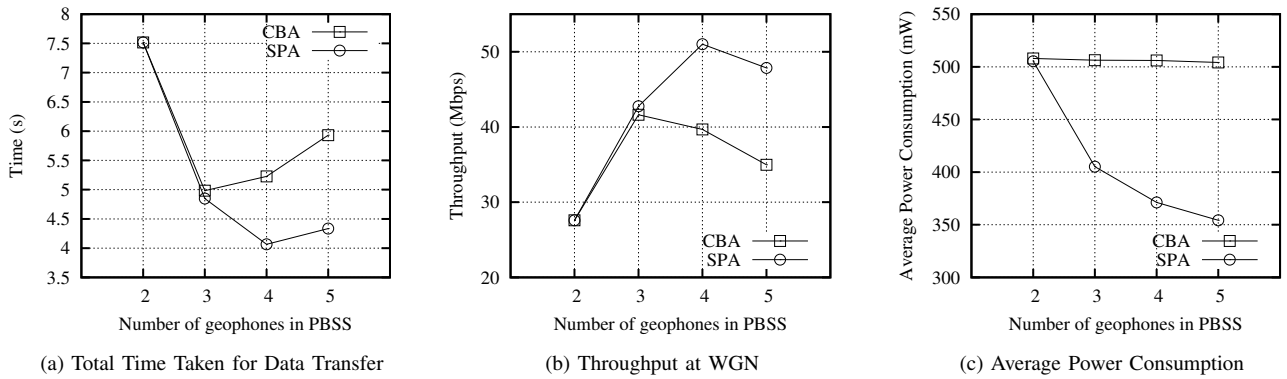 8
7.5
7
6.5
6
5.5
5
4.5
4
3.5
Time (s)
CBA
SPA
2 3 4 5
Number of geophones in PBSS
(a) Total Time Taken for Data Transfer
50
40
30
20
Throughput (Mbps)
CBA
SPA
2 3 4 5
Number of geophones in PBSS
(b) Throughput at WGN
550
500
450
400
350
300
Average Power Consumption (mW)
CBA
SPA
2 3 4 5
Number of geophones in PBSS
(c) Average Power Consumption